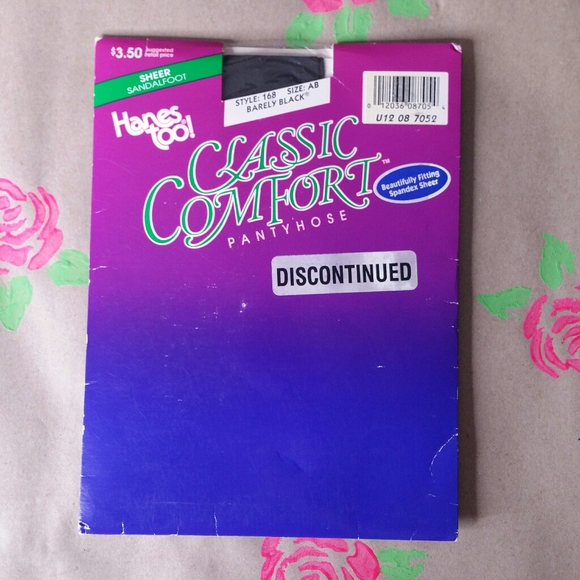 $3.50 suggested retail price
SHEER
SANDALFOOT
STYLE: 168 SIZE: AB
BARELY BLACK®
0 12036 08705 4
U12 08 7052
Hanes
too!
CLASSIC
COMFORT™
PANTYHOSE
Beautifully Fitting
Spandex Sheer
DISCONTINUED